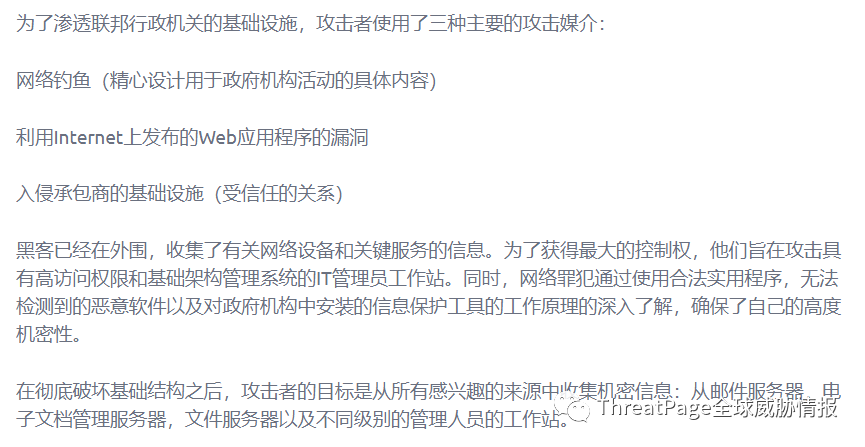 为了渗透联邦行政机关的基础设施，攻击者使用了三种主要的攻击媒介：
网络钓鱼（精心设计用于政府机构活动的具体内容）
利用Internet上发布的Web应用程序的漏洞
入侵承包商的基础设施（受信任的关系）
黑客已经在外围，收集了有关网络设备和关键服务的信息。为了获得最大的控制权，他们旨在攻击具
有高访问权限和基础架构管理系统的IT管理员工作站。同时，网络罪犯通过使用合法实用程序，无法
检测到的恶意软件以及对政府机构中安装的信息保护工具的工作原理的深入了解，确保了自己的高度
机密性。
在彻底破坏基础结构之后，攻击者的目标是从所有感兴趣的来源中收集机密信息：从邮件服务器，电
子文档管理服务器，文件服务器以及不同级别的管理人员的工作站。
ThreatPage全球威胁情报